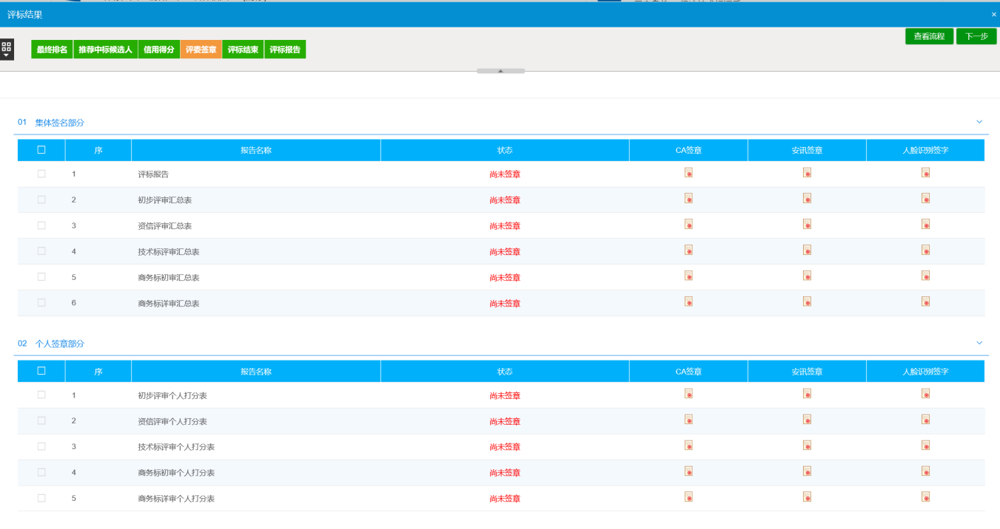 评标结果
×
查看流程 下一步
最终排名 推荐中标候选人 信用得分 评委签章 评标结束 评标报告
01 集体签名部分
序 报告名称 状态 CA签章 安讯签章 人脸识别签字
1 评标报告 尚未签章
2 初步评审汇总表 尚未签章
3 资信评审汇总表 尚未签章
4 技术标评审汇总表 尚未签章
5 商务标初审汇总表 尚未签章
6 商务标详审汇总表 尚未签章
02 个人签章部分
序 报告名称 状态 CA签章 安讯签章 人脸识别签字
1 初步评审个人打分表 尚未签章
2 资信评审个人打分表 尚未签章
3 技术标评审个人打分表 尚未签章
4 商务标初审个人打分表 尚未签章
5 商务标详审个人打分表 尚未签章